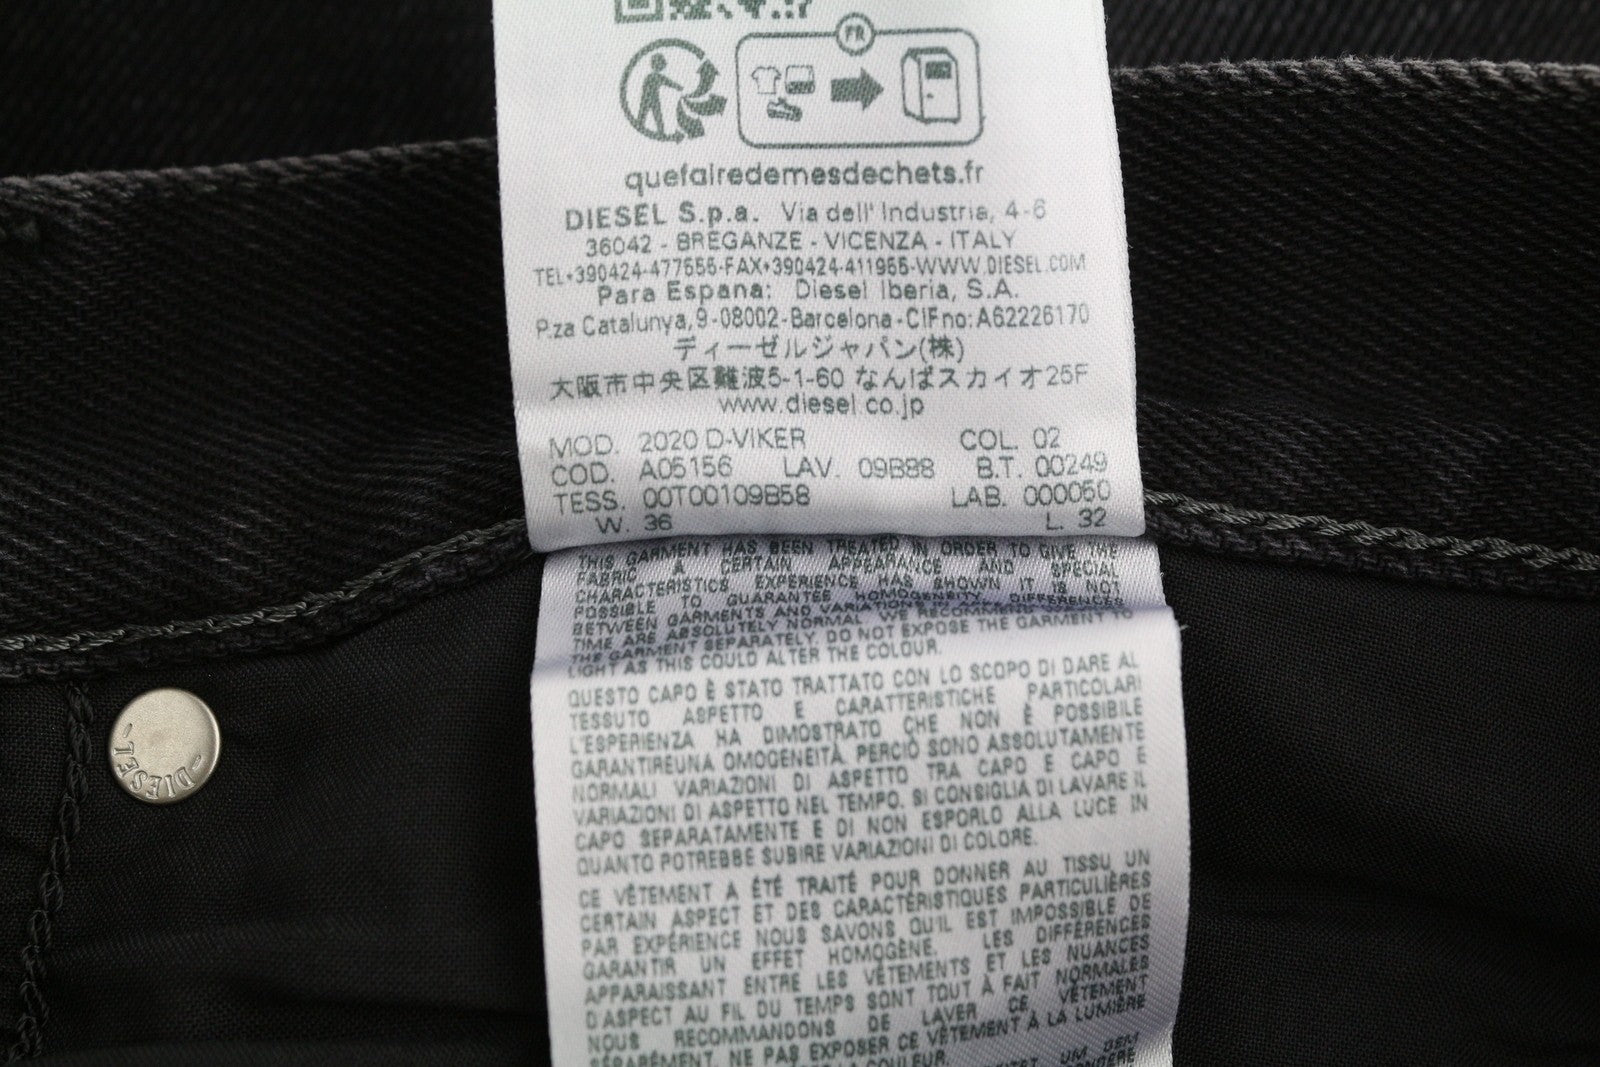 FR
quefairedemesdechets.fr
DIESEL S.p.a. Via dell' Industria, 4-6
36042 - BREGANZE - VICENZA - ITALY
TEL+390424-477555-FAX+390424-411955-WWW.DIESEL.COM
Para Espana: Diesel Iberia, S.A.
P.za Catalunya,9-08002-Barcelona-CIFno:A62226170
ディーゼルジャパン(株)
大阪市中央区難波5-1-60 なんばスカイオ25F
www.diesel.co.jp
MOD. 2020 D-VIKER COL. 02
COD. A05156 LAV. 09B88 B.T. 00249
TESS. 00T00109B58 LAB. 000050
W. 36 L. 32
THIS GARMENT HAS BEEN TREATED IN ORDER TO GIVE THE
FABRIC A CERTAIN APPEARANCE AND SPECIAL
CHARACTERISTICS EXPERIENCE HAS SHOWN IT IS NOT
POSSIBLE TO GUARANTEE HOMOGENEITY. DIFFERENCES
BETWEEN GARMENTS AND VARIATIONS IN
TIME ARE ABSOLUTELY NORMAL. WE RECOMMEND
THE GARMENT SEPARATELY. DO NOT EXPOSE THE GARMENT TO
LIGHT AS THIS COULD ALTER THE COLOUR.
QUESTO CAPO È STATO TRATTATO CON LO SCOPO DI DARE AL
TESSUTO ASPETTO E CARATTERISTICHE PARTICOLARI
L'ESPERIENZA HA DIMOSTRATO CHE NON È POSSIBILE
GARANTIREUNA OMOGENEITÀ. PERCIÒ SONO ASSOLUTAMENTE
NORMALI VARIAZIONI DI ASPETTO TRA CAPO E CAPO E
VARIAZIONI DI ASPETTO NEL TEMPO. SI CONSIGLIA DI LAVARE IL
CAPO SEPARATAMENTE E DI NON ESPORLO ALLA LUCE IN
QUANTO POTREBBE SUBIRE VARIAZIONI DI COLORE.
CE VÊTEMENT A ÉTÉ TRAITÉ POUR DONNER AU TISSU UN
CERTAIN ASPECT ET DES CARACTÉRISTIQUES PARTICULIÈRES
PAR EXPÉRIENCE NOUS SAVONS QU'IL EST IMPOSSIBLE DE
GARANTIR UN EFFET HOMOGÈNE. LES DIFFÉRENCES
APPARAISSANT ENTRE LES VÊTEMENTS ET LES NUANCES
D'ASPECT AU FIL DU TEMPS SONT TOUT À FAIT NORMALES
NOUS RECOMMANDONS DE LAVER CE VÊTEMENT
SÉPARÉMENT. NE PAS EXPOSER CE VÊTEMENT À LA LUMIÈRE
COULEUR.
UM DEM
-DIESEL-